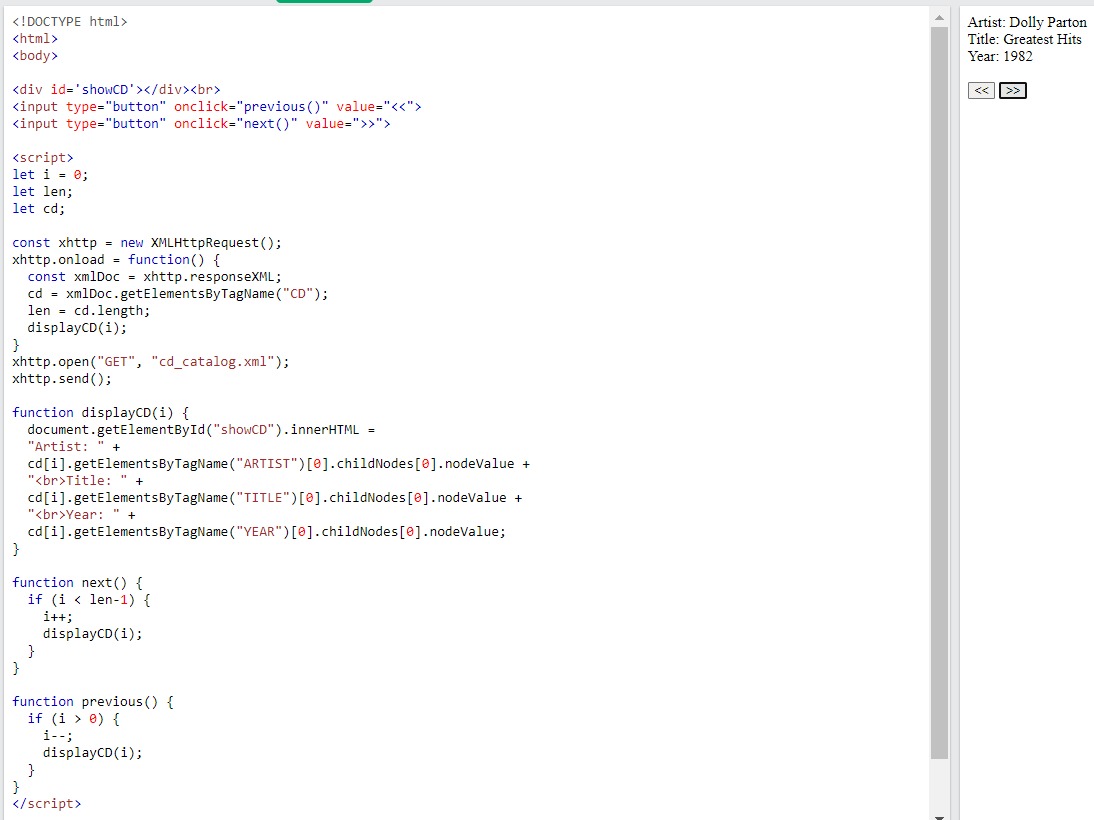 <!DOCTYPE html>
<html>
<body>

<div id='showCD'></div><br>
<input type="button" onclick="previous()" value="<<">
<input type="button" onclick="next()" value=">>">

<script>
let i = 0;
let len;
let cd;

const xhttp = new XMLHttpRequest();
xhttp.onload = function() {
  const xmlDoc = xhttp.responseXML;
  cd = xmlDoc.getElementsByTagName("CD");
  len = cd.length;
  displayCD(i);
}
xhttp.open("GET", "cd_catalog.xml");
xhttp.send();

function displayCD(i) {
  document.getElementById("showCD").innerHTML =
  "Artist: " +
  cd[i].getElementsByTagName("ARTIST")[0].childNodes[0].nodeValue +
  "<br>Title: " +
  cd[i].getElementsByTagName("TITLE")[0].childNodes[0].nodeValue +
  "<br>Year: " +
  cd[i].getElementsByTagName("YEAR")[0].childNodes[0].nodeValue;
}

function next() {
  if (i < len-1) {
    i++;
    displayCD(i);
  }
}

function previous() {
  if (i > 0) {
    i--;
    displayCD(i);
  }
}
</script>
Artist: Dolly Parton
Title: Greatest Hits
Year: 1982
<< >>